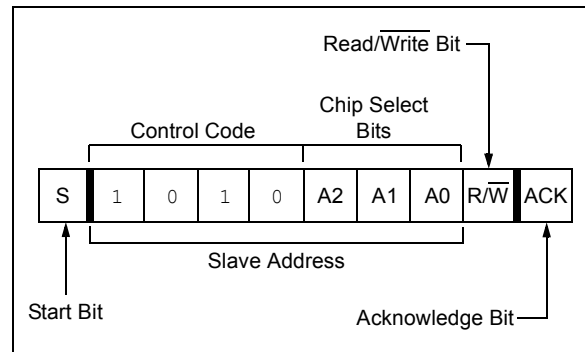 Read/Write Bit
Chip Select
Bits
Control Code
S 1 0 1 0 A2 A1 A0 R/W ACK
Slave Address
Start Bit
Acknowledge Bit